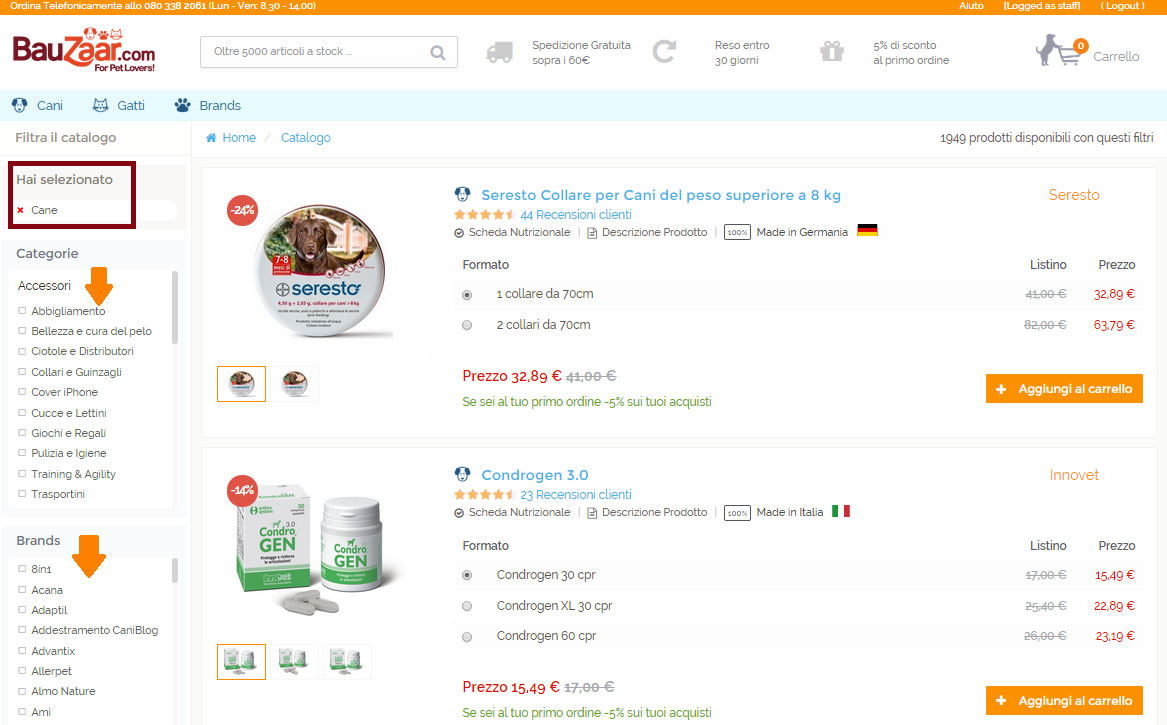 Ordina Telefonicamente allo 080 338 2061 (Lun - Ven: 8.30 - 14.00)
Aiuto [Logged as staff] ( Logout )
BauZaar.com
For Pet Lovers!
Oltre 5000 articoli a stock ...
Spedizione Gratuita
sopra i 60€
Reso entro
30 giorni
5% di sconto
al primo ordine
0
Carrello
Cani Gatti Brands
Filtra il catalogo
Home / Catalogo
1949 prodotti disponibili con questi filtri
Hai selezionato
× Cane
Categorie
Accessori
Abbigliamento
Bellezza e cura del pelo
Ciotole e Distributori
Collari e Guinzagli
Cover iPhone
Cucce e Lettini
Giochi e Regali
Pulizia e Igiene
Training & Agility
Trasportini
Brands
8in1
Acana
Adaptil
Addestramento CaniBlog
Advantix
Allerpet
Almo Nature
Ami
-24%
7-8
mesi di
seresto
4,50 g + 2,03 g, collare per cani > 8 kg
Seresto Collare per Cani del peso superiore a 8 kg
Seresto
44 Recensioni clienti
Scheda Nutrizionale | Descrizione Prodotto | 100% Made in Germania
Formato Listino Prezzo
1 collare da 70cm 41,00 € 32,89 €
2 collari da 70cm 82,00 € 63,79 €
Prezzo 32,89 € 41,00 €
+ Aggiungi al carrello
Se sei al tuo primo ordine -5% sui tuoi acquisti
-14%
3.0
Condro
GEN
Protegge e rinforza
le articolazioni
innovet
Condro
GEN
Condrogen 3.0
Innovet
23 Recensioni clienti
Scheda Nutrizionale | Descrizione Prodotto | 100% Made in Italia
Formato Listino Prezzo
Condrogen 30 cpr 17,00 € 15,49 €
Condrogen XL 30 cpr 25,40 € 22,89 €
Condrogen 60 cpr 26,00 € 23,19 €
Prezzo 15,49 € 17,00 €
+ Aggiungi al carrello
Se sei al tuo primo ordine -5% sui tuoi acquisti